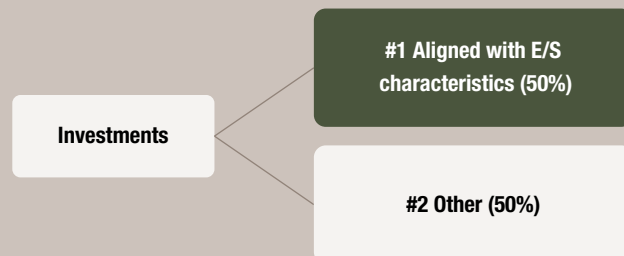 Investments
#1 Aligned with E/S
characteristics (50%)
#2 Other (50%)